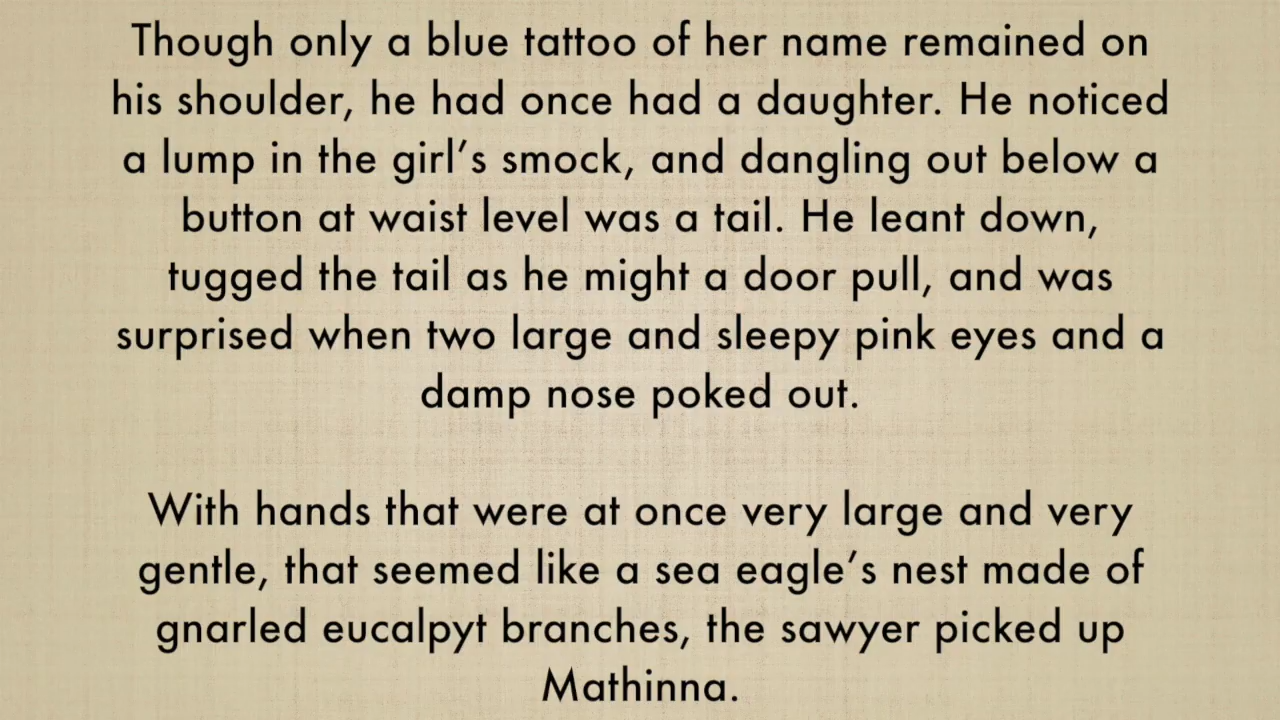 Though only a blue tattoo of her name remained on
his shoulder, he had once had a daughter. He noticed
a lump in the girl’s smock, and dangling out below a
button at waist level was a tail. He leant down,
tugged the tail as he might a door pull, and was
surprised when two large and sleepy pink eyes and a
damp nose poked out.
With hands that were at once very large and very
gentle, that seemed like a sea eagle’s nest made of
gnarled eucalpyt branches, the sawyer picked up
Mathinna.